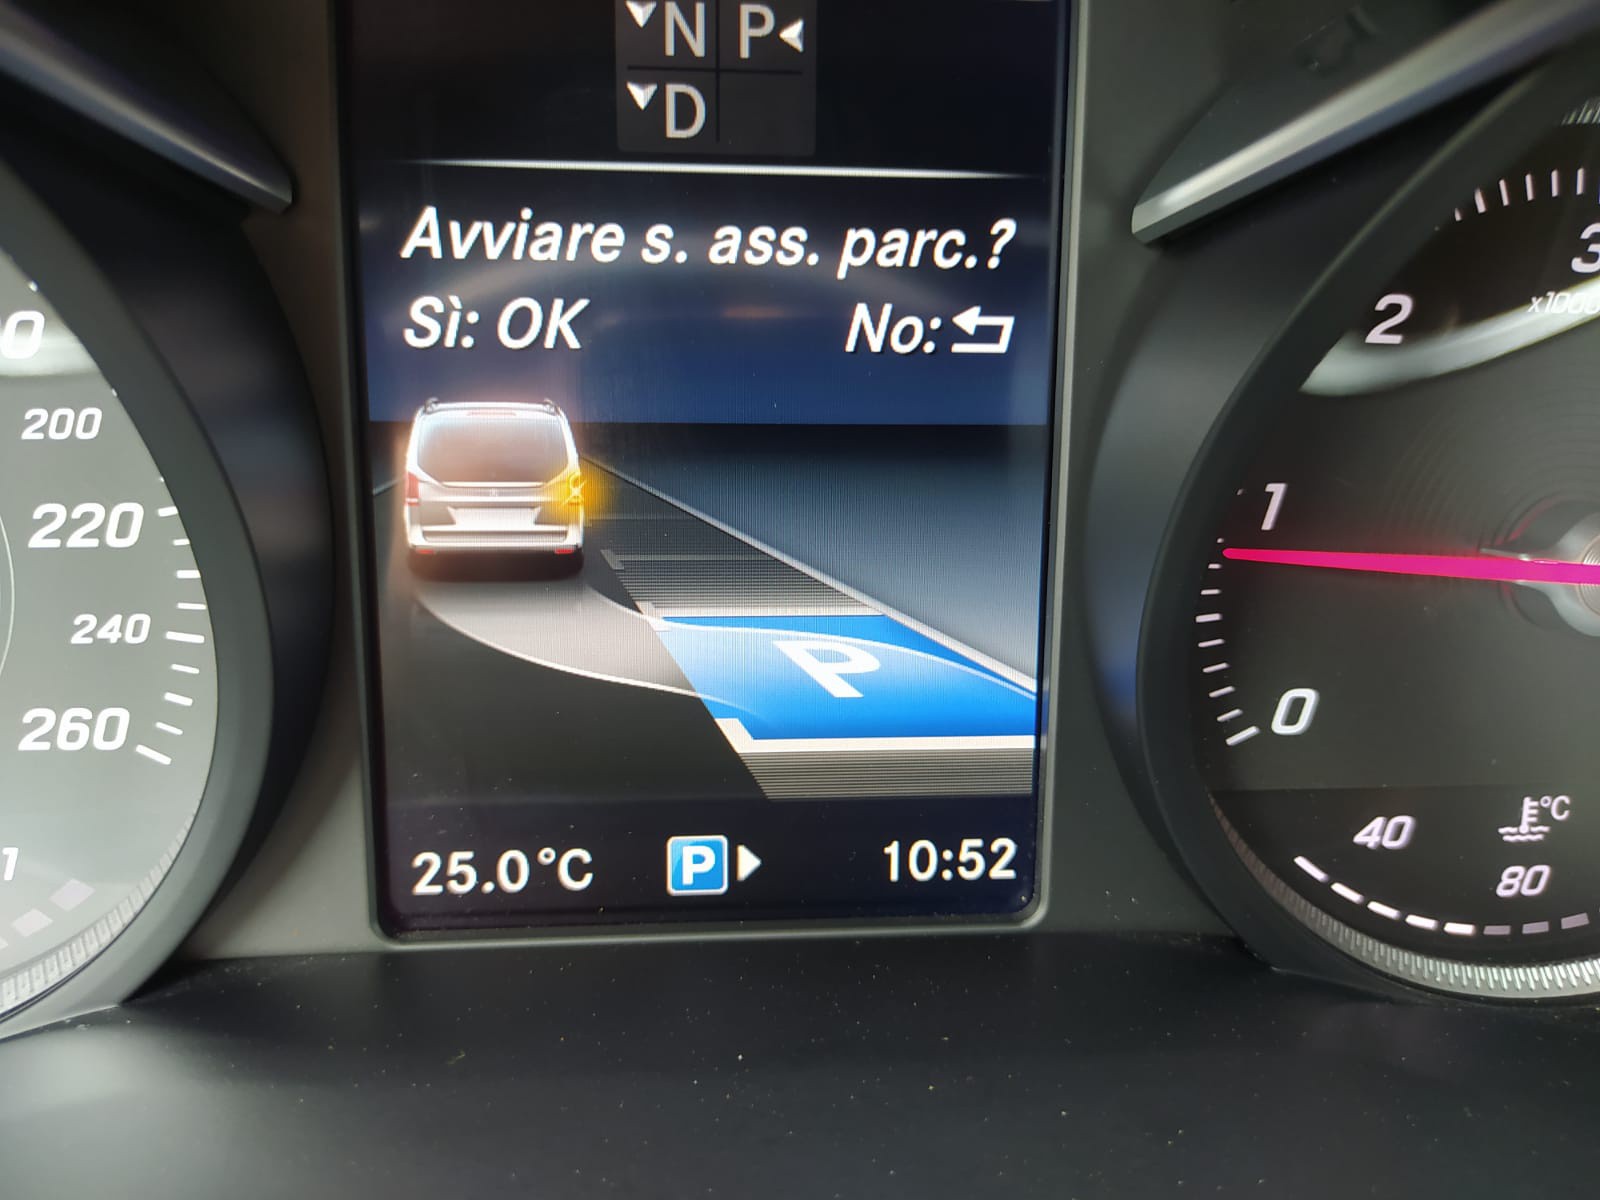 N P
D
Avviare s. ass. parc.?
Sì: OK No:
P
25.0°C P 10:52
200
220
240
260
3
x1000
2
1
0
40
°C
80